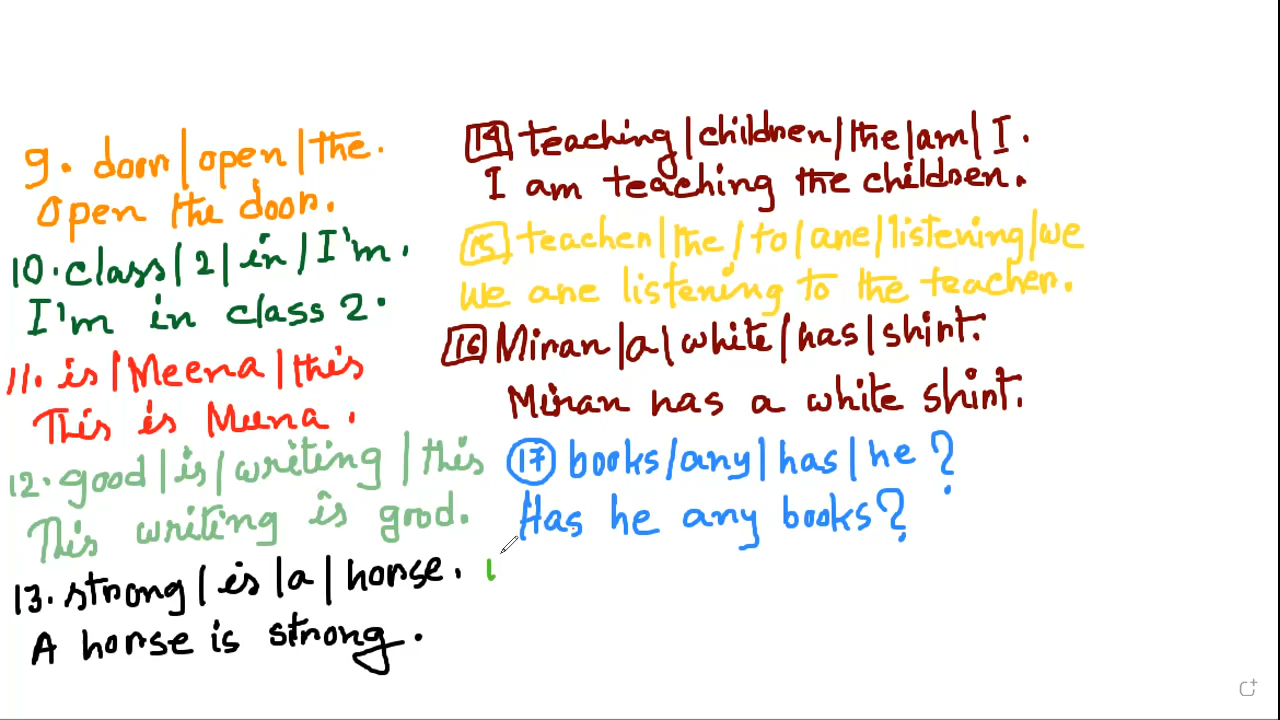 9. door/open/the.
Open the door.
10. class/2/in/I'm.
I'm in class 2.
11. is/Meena/this
This is Meena.
12. good/is/writing/this
This writing is good.
13. strong/is/a/horse.
A horse is strong.
14 teaching/children/the/am/I.
I am teaching the children.
15 teacher/the/to/are/listening/we
We are listening to the teacher.
16 Miran/a/white/has/shirt.
Miran has a white shirt.
17 books/any/has/he?
Has he any books?